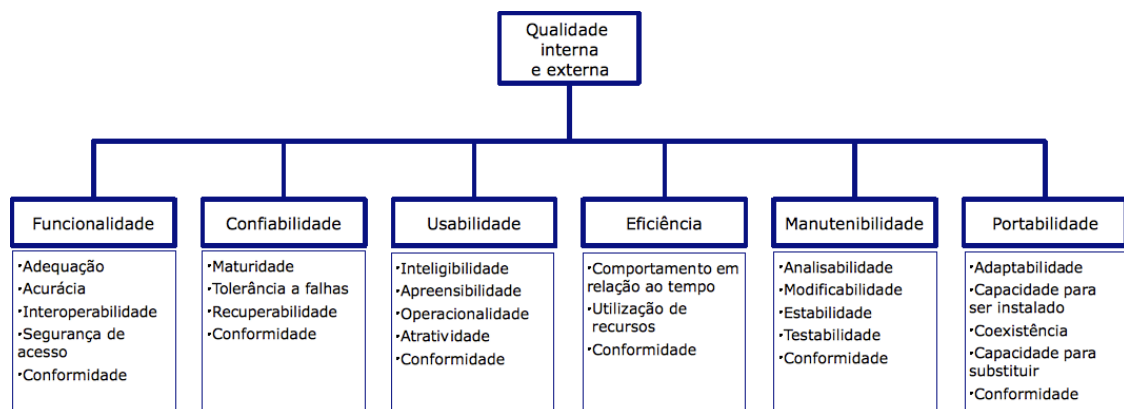 Qualidade
interna
e externa
Funcionalidade
•Adequação
•Acurácia
•Interoperabilidade
•Segurança de
acesso
•Conformidade
Confiabilidade
•Maturidade
•Tolerância a falhas
•Recuperabilidade
•Conformidade
Usabilidade
•Inteligibilidade
•Apreensibilidade
•Operacionalidade
•Atratividade
•Conformidade
Eficiência
•Comportamento em
relação ao tempo
•Utilização de
recursos
•Conformidade
Manutenibilidade
•Analisabilidade
•Modificabilidade
•Estabilidade
•Testabilidade
•Conformidade
Portabilidade
•Adaptabilidade
•Capacidade para
ser instalado
•Coexistência
•Capacidade para
substituir
•Conformidade